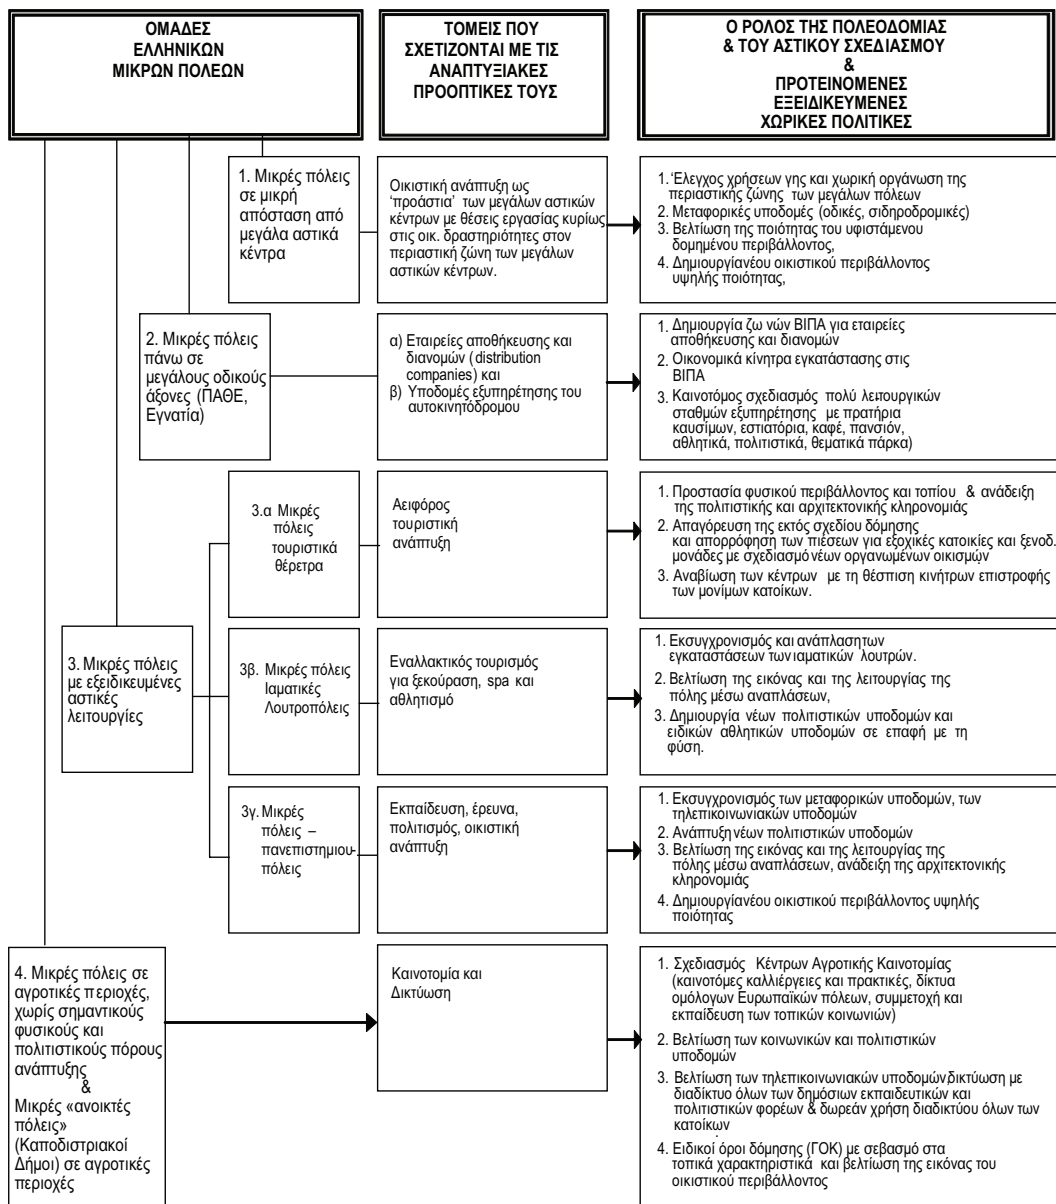 ΟΜΑΔΕΣ
ΕΛΛΗΝΙΚΩΝ
ΜΙΚΡΩΝ ΠΟΛΕΩΝ
ΤΟΜΕΙΣ ΠΟΥ
ΣΧΕΤΙΖΟΝΤΑΙ ΜΕ ΤΙΣ
ΑΝΑΠΤΥΞΙΑΚΕΣ
ΠΡΟΟΠΤΙΚΕΣ ΤΟΥΣ
Ο ΡΟΛΟΣ ΤΗΣ ΠΟΛΕΟΔΟΜΙΑΣ
& ΤΟΥ ΑΣΤΙΚΟΥ ΣΧΕΔΙΑΣΜΟΥ
&
ΠΡΟΤΕΙΝΟΜΕΝΕΣ
ΕΞΕΙΔΙΚΕΥΜΕΝΕΣ
ΧΩΡΙΚΕΣ ΠΟΛΙΤΙΚΕΣ
1. Μικρές πόλεις
σε μικρή
απόσταση από
μεγάλα αστικά
κέντρα
Οικιστική ανάπτυξη ως
'προάστια' των μεγάλων αστικών
κέντρων με θέσεις εργασίας κυρίως
στις οικ. δραστηριότητες στον
περιαστική ζώνη των μεγάλων
αστικών κέντρων.
1. Έλεγχος χρήσεων γης και χωρική οργάνωση της
περιαστικής ζώνης των μεγάλων πόλεων
2. Μεταφορικές υποδομές (οδικές, σιδηροδρομικές)
3. Βελτίωση της ποιότητας του υφιστάμενου
δομημένου περιβάλλοντος,
4. Δημιουργίανέου οικιστικού περιβάλλοντος
υψηλής ποιότητας,
2. Μικρές πόλεις
πάνω σε
μεγάλους οδικούς
άξονες (ΠΑΘΕ,
Εγνατία)
α) Εταιρείες αποθήκευσης και
διανομών (distribution
companies) και
β) Υποδομές εξυπηρέτησης του
αυτοκινητόδρομου
1. Δημιουργία ζω νών ΒΙΠΑ για εταιρείες
αποθήκευσης και διανομών
2. Οικονομικά κίνητρα εγκατάστασης στις
ΒΙΠΑ
3. Καινοτόμος σχεδιασμός πολύ λειτουργικών
σταθμών εξυπηρέτησης με πρατήρια
καυσίμων, εστιατόρια, καφέ, πανσιόν,
αθλητικά, πολιτιστικά, θεματικά πάρκα)
3.α Μικρές
πόλεις
τουριστικά
θέρετρα
Αειφόρος
τουριστική
ανάπτυξη
1. Προστασία φυσικού περιβάλλοντος και τοπίου & ανάδειξη
της πολιτιστικής και αρχιτεκτονικής κληρονομιάς
2. Απαγόρευση της εκτός σχεδίου δόμησης
και απορρόφηση των πιέσεων για εξοχικές κατοικίες και ξενοδ.
μονάδες με σχεδιασμό νέων οργανωμένων οικισμών
3. Αναβίωση των κέντρων με τη θέσπιση κινήτρων επιστροφής
των μονίμων κατοίκων.
3. Μικρές πόλεις
με εξειδικευμένες
αστικές
λειτουργίες
3β. Μικρές πόλεις
Ιαματικές
Λουτροπόλεις
Εναλλακτικός τουρισμός
για ξεκούραση, spa και
αθλητισμό
1. Εκσυγχρονισμός και ανάπλασητων
εγκαταστάσεων τωνιαματικών λουτρών.
2. Βελτίωση της εικόνας και της λειτουργίας της
πόλης μέσω αναπλάσεων,
3. Δημιουργία νέων πολιτιστικών υποδομών και
ειδικών αθλητικών υποδομών σε επαφή με τη
φύση.
3γ. Μικρές
πόλεις –
πανεπιστημιου-
πόλεις
Εκπαίδευση, έρευνα,
πολιτισμός, οικιστική
ανάπτυξη
1. Εκσυγχρονισμός των μεταφορικών υποδομών, των
τηλεπικοινωνιακών υποδομών
2. Ανάπτυξη νέων πολιτιστικών υποδομών
3. Βελτίωση της εικόνας και της λειτουργίας της
πόλης μέσω αναπλάσεων, ανάδειξη της αρχιτεκτονικής
κληρονομιάς
4. Δημιουργίανέου οικιστικού περιβάλλοντος υψηλής
ποιότητας
4. Μικρές πόλεις σε
αγροτικές περιοχές,
χωρίς σημαντικούς
φυσικούς και
πολιτιστικούς πόρους
ανάπτυξης
&
Μικρές «ανοικτές
πόλεις»
(Καποδιστριακοί
Δήμοι) σε αγροτικές
περιοχές
Καινοτομία και
Δικτύωση
1. Σχεδιασμός Κέντρων Αγροτικής Καινοτομίας
(καινοτόμες καλλιέργειες και πρακτικές, δίκτυα
ομόλογων Ευρωπαϊκών πόλεων, συμμετοχή και
εκπαίδευση των τοπικών κοινωνιών)
2. Βελτίωση των κοινωνικών και πολιτιστικών
υποδομών
3. Βελτίωση των τηλεπικοινωνιακών υποδομών,δικτύωση με
διαδίκτυο όλων των δημόσιων εκπαιδευτικών και
πολιτιστικών φορέων & δωρεάν χρήση διαδικτύου όλων των
κατοίκων
4. Ειδικοί όροι δόμησης (ΓΟΚ) με σεβασμό στα
τοπικά χαρακτηριστικά και βελτίωση της εικόνας του
οικιστικού περιβάλλοντος